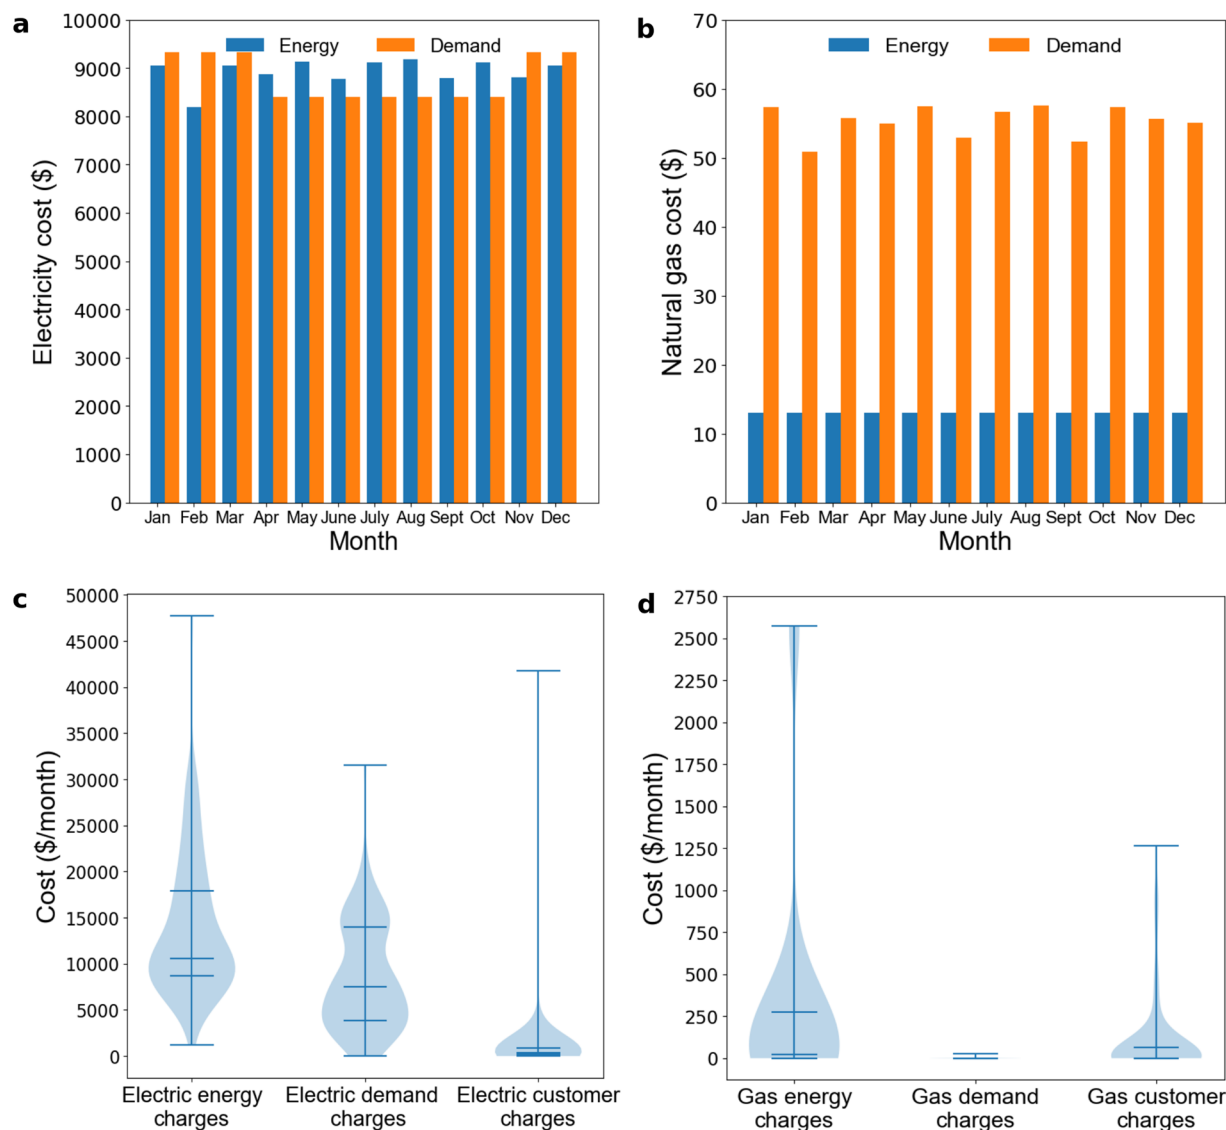 a
10000
9000
8000
7000
6000
5000
4000
3000
2000
1000
0
Electricity cost ($)
Energy Demand
Jan Feb Mar Apr May June July Aug Sept Oct Nov Dec
Month
b
70
60
50
40
30
20
10
0
Natural gas cost ($)
Energy Demand
Jan Feb Mar Apr May June July Aug Sept Oct Nov Dec
Month
c
50000
45000
40000
35000
30000
25000
20000
15000
10000
5000
0
Cost ($/month)
Electric energy Electric demand Electric customer
charges charges charges
d
2750
2500
2250
2000
1750
1500
1250
1000
750
500
250
0
Cost ($/month)
Gas energy Gas demand Gas customer
charges charges charges